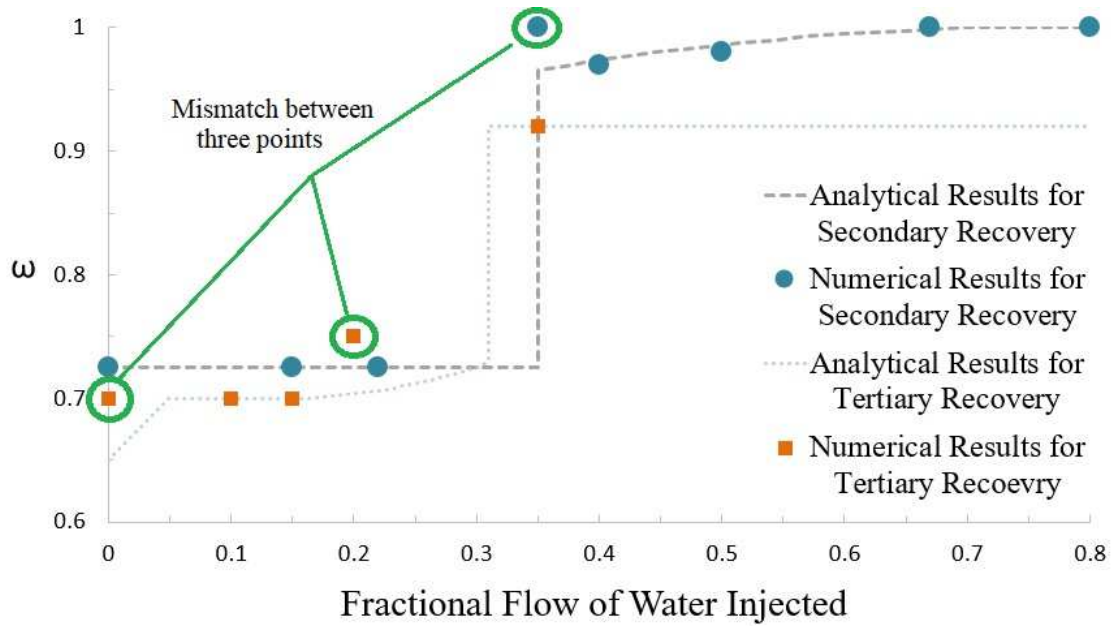 1
0.9
0.8
0.7
0.6
ω
Mismatch between
three points
Analytical Results for
Secondary Recovery
Numerical Results for
Secondary Recovery
Analytical Results for
Tertiary Recovery
Numerical Results for
Tertiary Recoevry
0 0.1 0.2 0.3 0.4 0.5 0.6 0.7 0.8
Fractional Flow of Water Injected